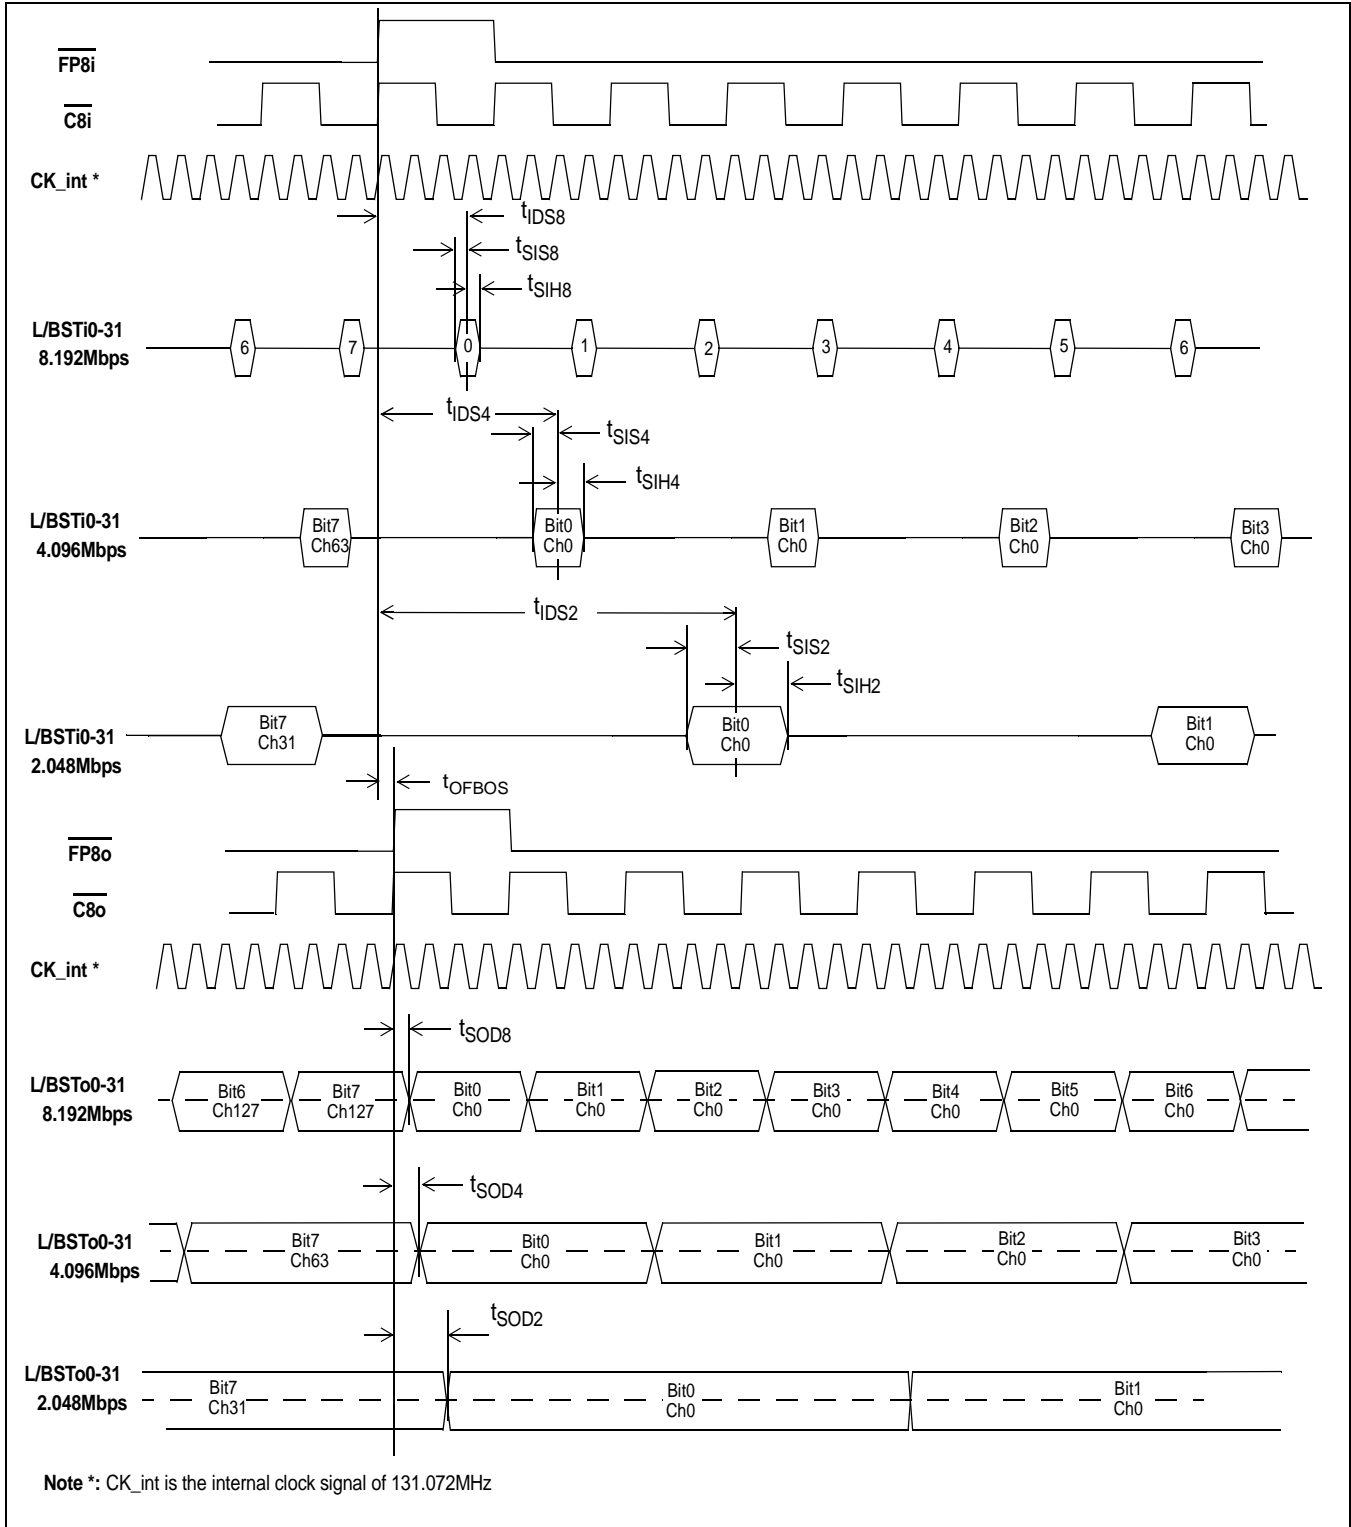 FP8i
C8i
CK_int *
tIDS8
tSIS8
tSIH8
L/BSTi0-31
8.192Mbps
6 7 0 1 2 3 4 5 6
tIDS4
tSIS4
tSIH4
L/BSTi0-31
4.096Mbps
Bit7 Bit0 Bit1 Bit2 Bit3
Ch63 Ch0 Ch0 Ch0 Ch0
tIDS2
tSIS2
tSIH2
L/BSTi0-31
2.048Mbps
Bit7 Bit0 Bit1
Ch31 Ch0 Ch0
tOFBOS
FP8o
C8o
CK_int *
tSOD8
L/BSTo0-31
8.192Mbps
Bit6 Bit7 Bit0 Bit1 Bit2 Bit3 Bit4 Bit5 Bit6
Ch127 Ch127 Ch0 Ch0 Ch0 Ch0 Ch0 Ch0 Ch0
tSOD4
L/BSTo0-31
4.096Mbps
Bit7 Bit0 Bit1 Bit2 Bit3
Ch63 Ch0 Ch0 Ch0 Ch0
tSOD2
L/BSTo0-31
2.048Mbps
Bit7 Bit0 Bit1
Ch31 Ch0 Ch0
Note *: CK_int is the internal clock signal of 131.072MHz